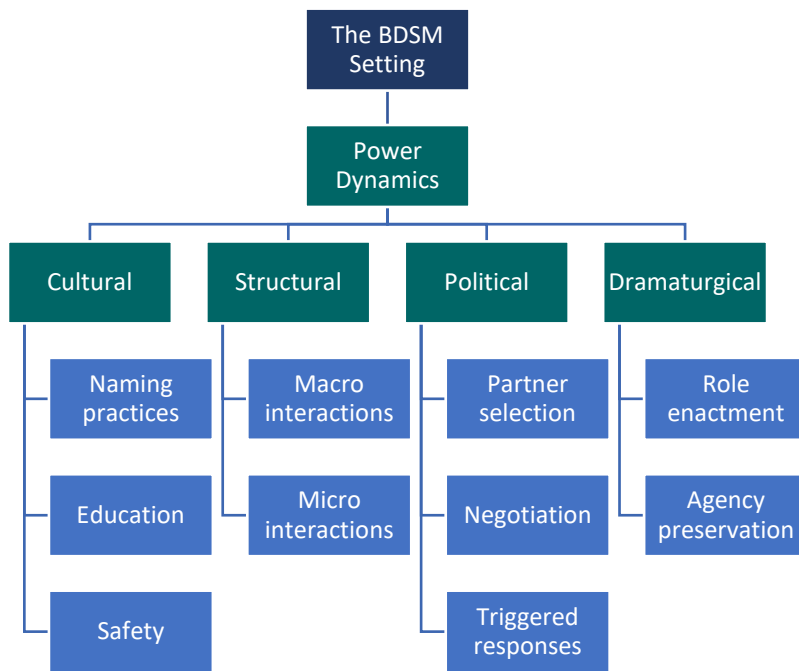 The BDSM
Setting
Power
Dynamics
Cultural
Structural
Political
Dramaturgical
Naming
practices
Macro
interactions
Partner
selection
Role
enactment
Education
Micro
interactions
Negotiation
Agency
preservation
Safety
Triggered
responses